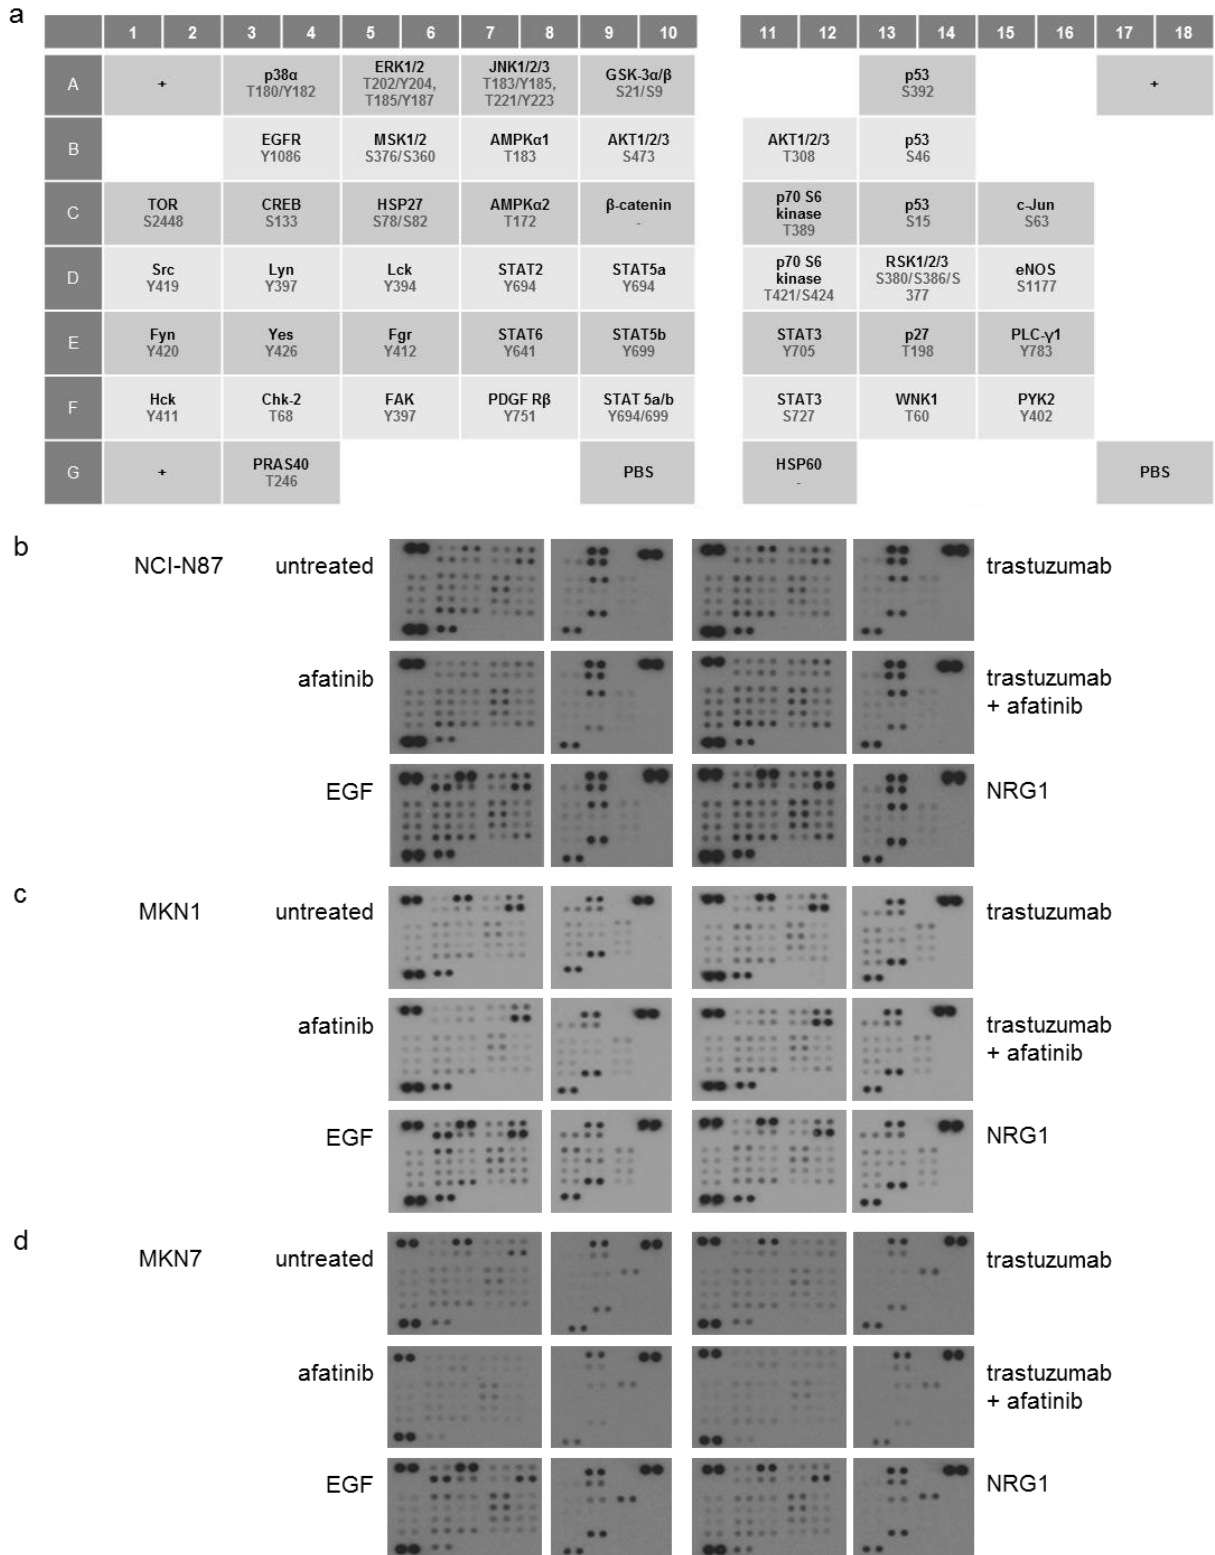 a
1 2 3 4 5 6 7 8 9 10 11 12 13 14 15 16 17 18
A
+
p38α
T180/Y182
ERK1/2
T202/Y204,
T185/Y187
JNK1/2/3
T183/Y185,
T221/Y223
GSK-3α/β
S21/S9
p53
S392
+
B
EGFR
Y1086
MSK1/2
S376/S360
AMPKα1
T183
AKT1/2/3
S473
AKT1/2/3
T308
p53
S46
C
TOR
S2448
CREB
S133
HSP27
S78/S82
AMPKα2
T172
β-catenin
-
p70 S6
kinase
T389
p53
S15
c-Jun
S63
D
Src
Y419
Lyn
Y397
Lck
Y394
STAT2
Y694
STAT5a
Y694
p70 S6
kinase
T421/S424
RSK1/2/3
S380/S386/S
377
eNOS
S1177
E
Fyn
Y420
Yes
Y426
Fgr
Y412
STAT6
Y641
STAT5b
Y699
STAT3
Y705
p27
T198
PLC-γ1
Y783
F
Hck
Y411
Chk-2
T68
FAK
Y397
PDGF Rβ
Y751
STAT 5a/b
Y694/699
STAT3
S727
WNK1
T60
PYK2
Y402
G
+
PRAS40
T246
PBS
HSP60
-
PBS
b
NCI-N87
untreated
trastuzumab
afatinib
trastuzumab
+ afatinib
EGF
NRG1
c
MKN1
untreated
trastuzumab
afatinib
trastuzumab
+ afatinib
EGF
NRG1
d
MKN7
untreated
trastuzumab
afatinib
trastuzumab
+ afatinib
EGF
NRG1